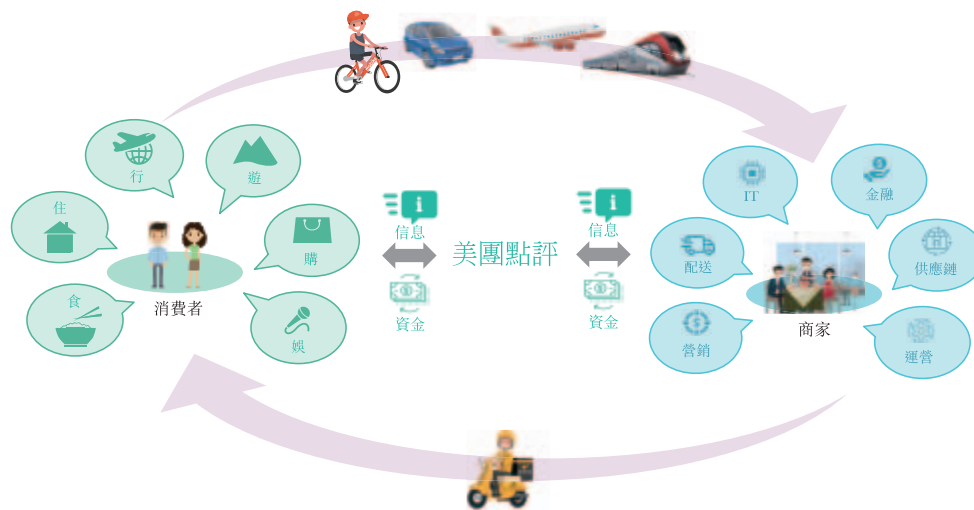 行
遊
住
購
食
娛
消費者
信息
資金
美團點評
信息
資金
IT
金融
配送
供應鏈
營銷
運營
商家